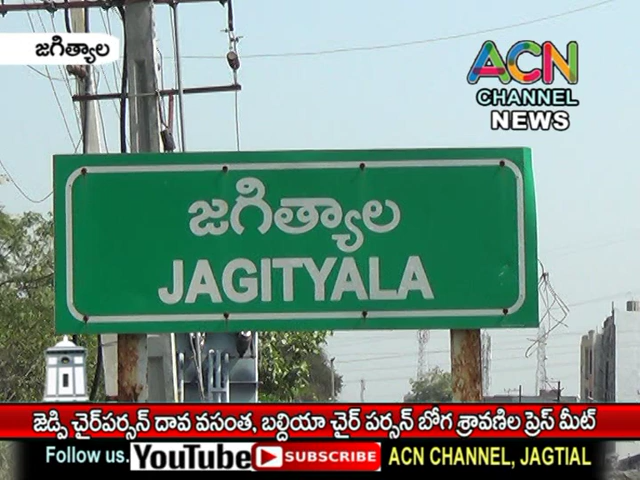 జగిత్యాల
ACN
CHANNEL
NEWS
జగిత్యాల
JAGITYALA
జెడ్పి చైర్‌పర్సన్ దావ వసంత, బల్దియా చైర్ పర్సన్ బోగ శ్రావణిల ప్రెస్ మీట్
Follow us. YouTube SUBSCRIBE ACN CHANNEL, JAGTIAL